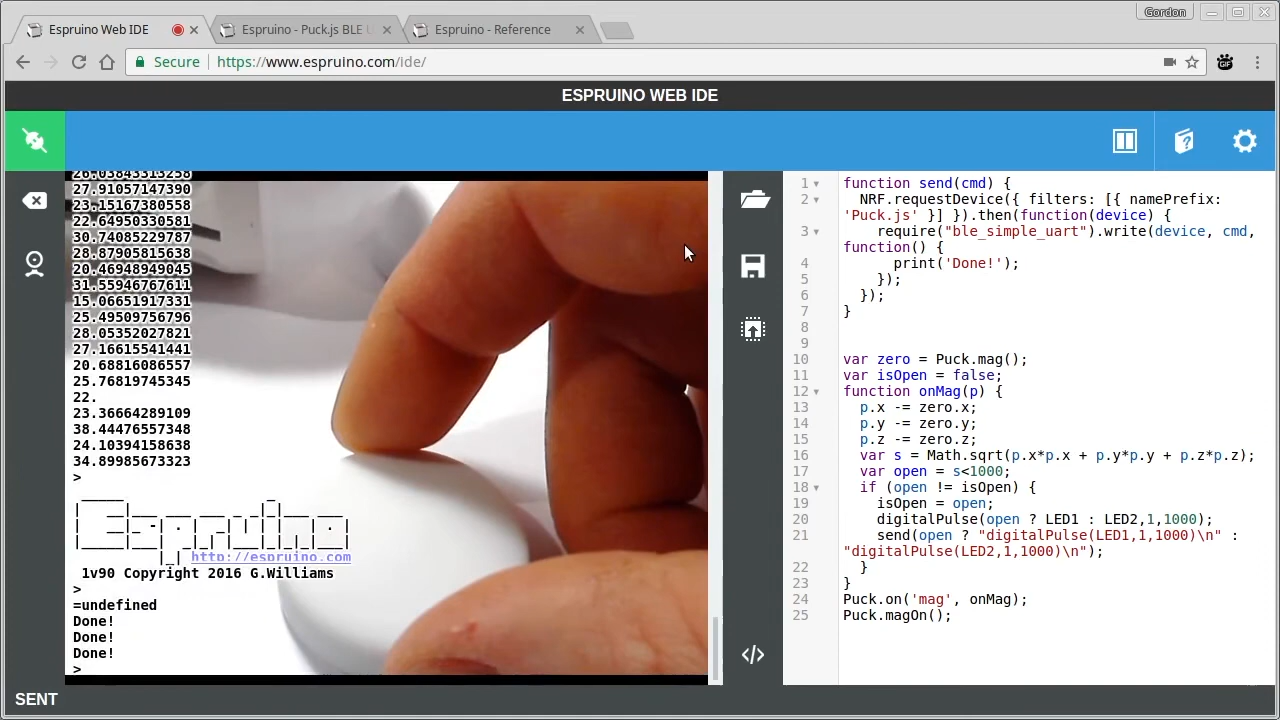 Gordon
Espruino Web IDE
Espruino - Puck.js BLE
Espruino - Reference
Secure
https://www.espruino.com/ide/
GIF
ESPRUINO WEB IDE
26.03843313258
27.91057147390
23.15167380558
22.64950330581
30.74085229787
28.87905815638
20.46948949045
31.55946767611
15.06651917331
25.49509756796
28.05352027821
27.16615541441
20.68816086557
25.76819745345
22.
23.36664289109
38.44476557348
24.10394158638
34.89985673323
>
http://espruino.com
1v90 Copyright 2016 G.Williams
>
=undefined
Done!
Done!
Done!
>
1 function send(cmd) {
2 NRF.requestDevice({ filters: [{ namePrefix:
'Puck.js' }] }).then(function(device) {
3 require("ble_simple_uart").write(device, cmd,
function() {
4 print('Done!');
5 });
6 });
7 }
8
9
10 var zero = Puck.mag();
11 var isOpen = false;
12 function onMag(p) {
13 p.x -= zero.x;
14 p.y -= zero.y;
15 p.z -= zero.z;
16 var s = Math.sqrt(p.x*p.x + p.y*p.y + p.z*p.z);
17 var open = s<1000;
18 if (open != isOpen) {
19 isOpen = open;
20 digitalPulse(open ? LED1 : LED2,1,1000);
21 send(open ? "digitalPulse(LED1,1,1000)\n" :
"digitalPulse(LED2,1,1000)\n");
22 }
23 }
24 Puck.on('mag', onMag);
25 Puck.magOn();
SENT